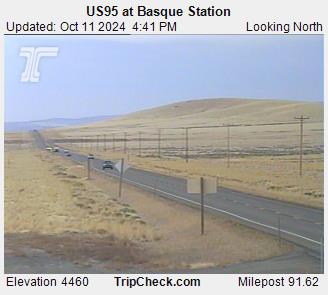 US95 at Basque Station
Updated: Oct 11 2024 4:41 PM Looking North
Elevation 4460 TripCheck.com Milepost 91.62